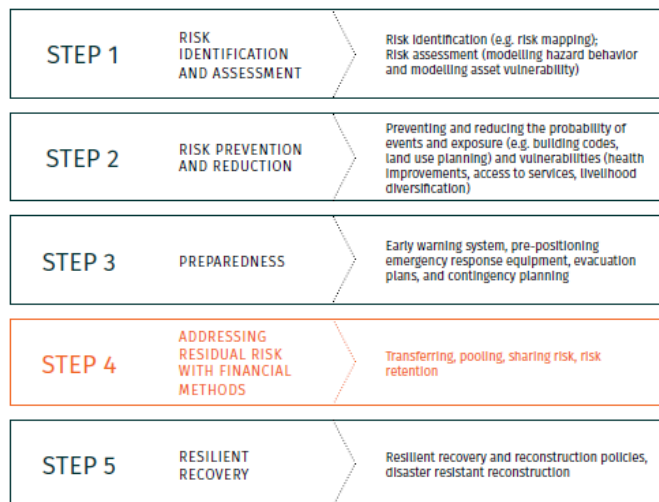 STEP 1
RISK
IDENTIFICATION
AND ASSESSMENT
Risk identification (e.g. risk mapping);
Risk assessment (modelling hazard behavior
and modelling asset vulnerability)
STEP 2
RISK PREVENTION
AND REDUCTION
Preventing and reducing the probability of
events and exposure (e.g. building codes,
land use planning) and vulnerabilities (health
improvements, access to services, livelihood
diversification)
STEP 3
PREPAREDNESS
Early warning system, pre-positioning
emergency response equipment, evacuation
plans, and contingency planning
STEP 4
ADDRESSING
RESIDUAL RISK
WITH FINANCIAL
METHODS
Transferring, pooling, sharing risk, risk
retention
STEP 5
RESILIENT
RECOVERY
Resilient recovery and reconstruction policies,
disaster resistant reconstruction